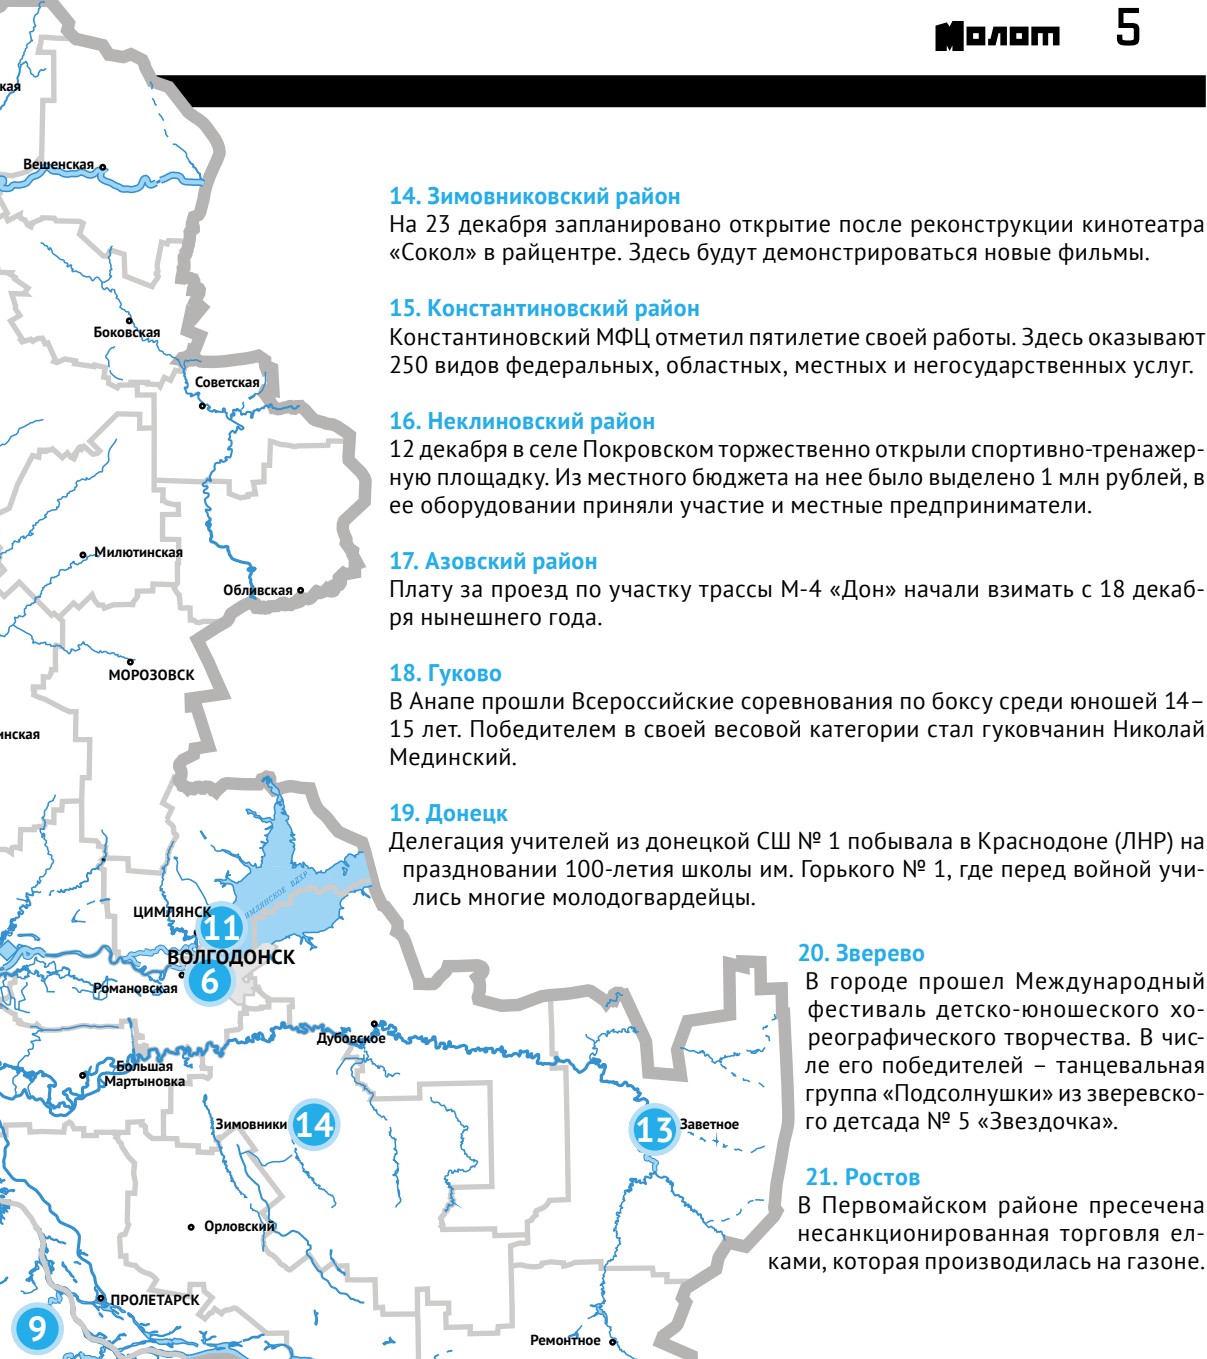 Молот 5
14. Зимовниковский район
На 23 декабря запланировано открытие после реконструкции кинотеатра
«Сокол» в райцентре. Здесь будут демонстрироваться новые фильмы.
15. Константиновский район
Константиновский МФЦ отметил пятилетие своей работы. Здесь оказывают
250 видов федеральных, областных, местных и негосударственных услуг.
16. Неклиновский район
12 декабря в селе Покровском торжественно открыли спортивно-тренажер-
ную площадку. Из местного бюджета на нее было выделено 1 млн рублей, в
ее оборудовании приняли участие и местные предприниматели.
17. Азовский район
Плату за проезд по участку трассы М-4 «Дон» начали взимать с 18 декаб-
ря нынешнего года.
18. Гуково
В Анапе прошли Всероссийские соревнования по боксу среди юношей 14–
15 лет. Победителем в своей весовой категории стал гуковчанин Николай
Мединский.
19. Донецк
Делегация учителей из донецкой СШ № 1 побывала в Краснодоне (ЛНР) на
праздновании 100-летия школы им. Горького № 1, где перед войной учи-
лись многие молодогвардейцы.
20. Зверево
В городе прошел Международный
фестиваль детско-юношеского хо-
реографического творчества. В чис-
ле его победителей – танцевальная
группа «Подсолнушки» из зверевско-
го детсада № 5 «Звездочка».
21. Ростов
В Первомайском районе пресечена
несанкционированная торговля ел-
ками, которая производилась на газоне.
кая
Вешенская
Боковская
Советская
Милютинская
Обливская
МОРОЗОВСК
инская
ЦИМЛЯНСК
11
ИМЛЯНСКОЕ ВДХР
ВОЛГОДОНСК
6
Романовская
Дубовское
Большая
Мартыновка
Зимовники
14
13
Заветное
Орловский
ПРОЛЕТАРСК
9
Ремонтное